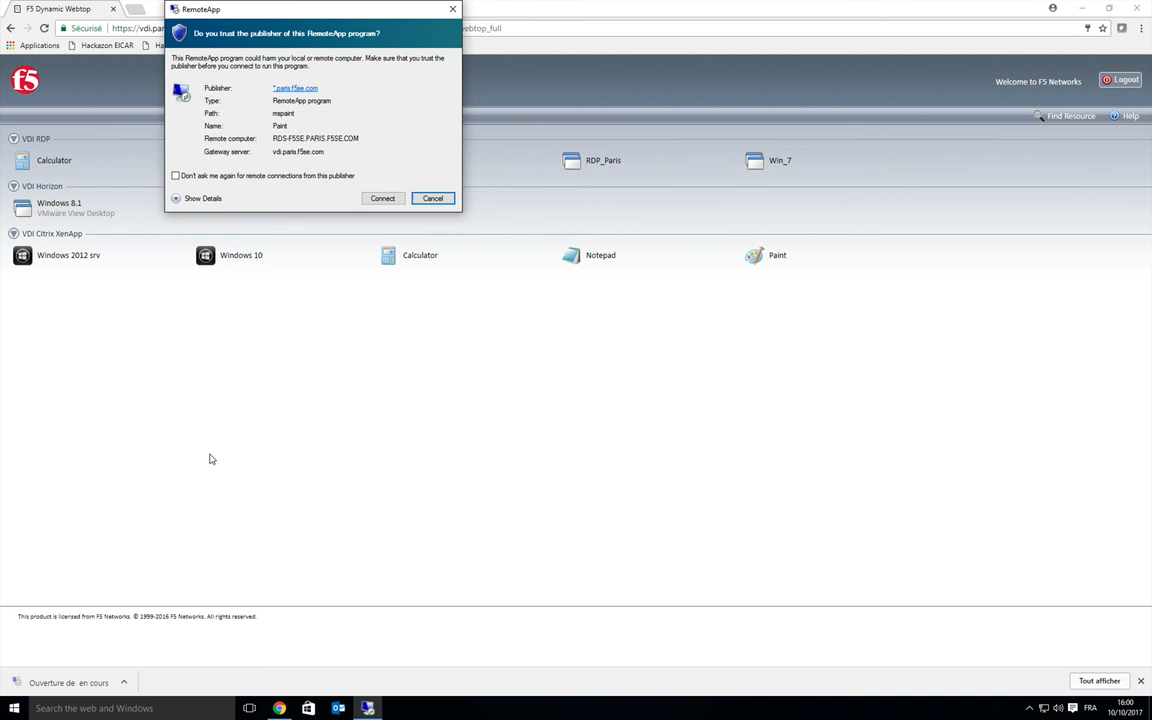 F5 Dynamic Webtop
RemoteApp
Sécurisé
https://vdi.par
ebtop_full
Applications
Hackazon EICAR
Ha
Do you trust the publisher of this RemoteApp program?
This RemoteApp program could harm your local or remote computer. Make sure that you trust the
publisher before you connect to run this program.
Publisher: *.paris.f5se.com
Type: RemoteApp program
Path: mspaint
Name: Paint
Remote computer: RDS-F5SE.PARIS.F5SE.COM
Gateway server: vdi.paris.f5se.com
Don't ask me again for remote connections from this publisher
Show Details
Connect
Cancel
f5
Welcome to F5 Networks
Logout
Find Resource
Help
VDI RDP
Calculator
RDP_Paris
Win_7
VDI Horizon
Windows 8.1
VMware View Desktop
VDI Citrix XenApp
Windows 2012 srv
Windows 10
Calculator
Notepad
Paint
This product is licensed from F5 Networks. © 1999-2016 F5 Networks. All rights reserved.
Ouverture de en cours
Tout afficher
Search the web and Windows
FRA
16:00
10/10/2017